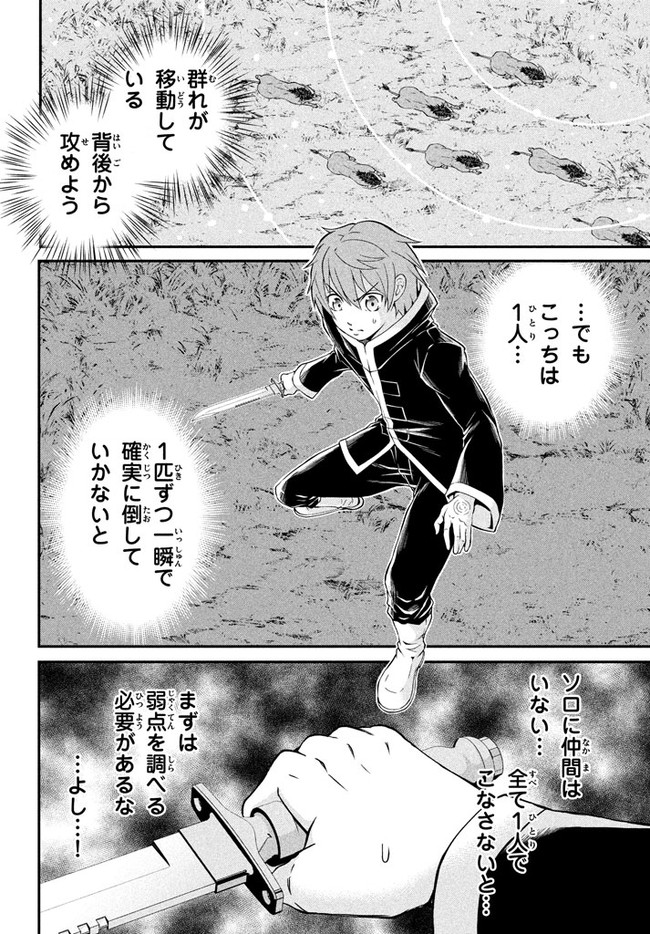 群れが
移動して
いる
背後から
攻めよう
…でも
こっちは
1人…
1匹ずつ一瞬で
確実に倒して
いかないと
ソロに仲間は
いない…
全て1人で
こなさないと…
まずは
弱点を調べる
必要があるな
…よし…!